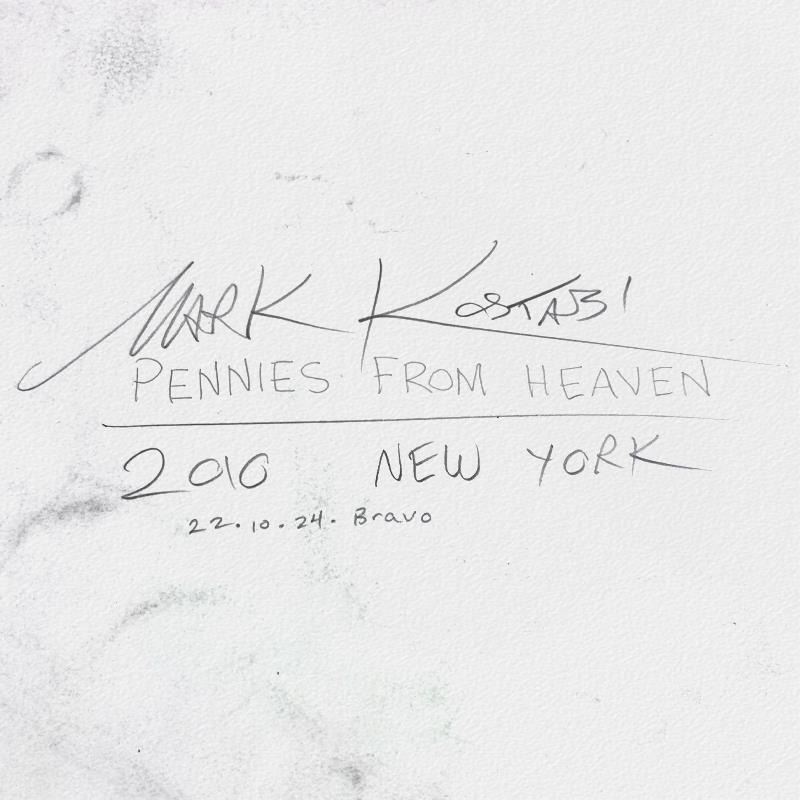 MARK KOSTABI
PENNIES FROM HEAVEN
2010 NEW YORK
22.10.24. Bravo